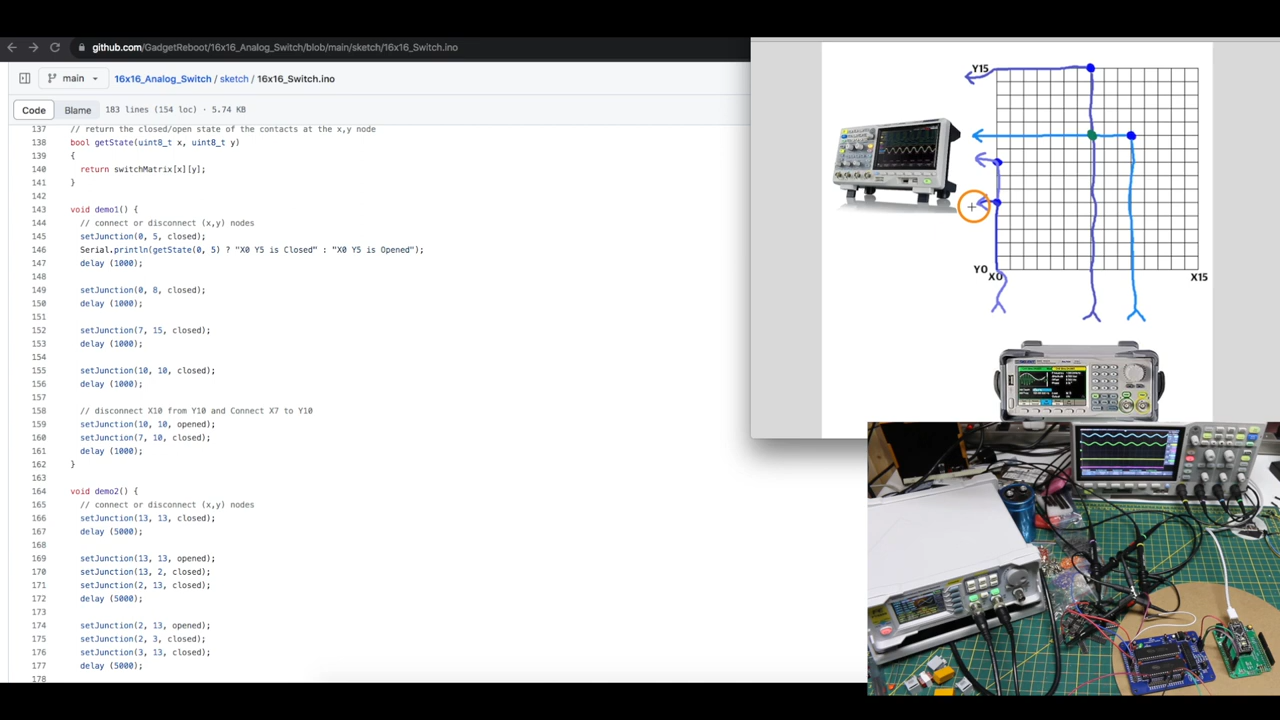 github.com/GadgetReboot/16x16_Analog_Switch/blob/main/sketch/16x16_Switch.ino
main
16x16_Analog_Switch / sketch / 16x16_Switch.ino
Code Blame 183 lines (154 loc) · 5.74 KB
137 // return the closed/open state of the contacts at the x,y node
138 bool getState(uint8_t x, uint8_t y)
139 {
140 return switchMatrix[x][y];
141 }
142
143 void demo1() {
144 // connect or disconnect (x,y) nodes
145 setJunction(0, 5, closed);
146 Serial.println(getState(0, 5) ? "X0 Y5 is Closed" : "X0 Y5 is Opened");
147 delay (1000);
148
149 setJunction(0, 8, closed);
150 delay (1000);
151
152 setJunction(7, 15, closed);
153 delay (1000);
154
155 setJunction(10, 10, closed);
156 delay (1000);
157
158 // disconnect X10 from Y10 and Connect X7 to Y10
159 setJunction(10, 10, opened);
160 setJunction(7, 10, closed);
161 delay (1000);
162 }
163
164 void demo2() {
165 // connect or disconnect (x,y) nodes
166 setJunction(13, 13, closed);
167 delay (5000);
168
169 setJunction(13, 13, opened);
170 setJunction(13, 2, closed);
171 setJunction(2, 13, closed);
172 delay (5000);
173
174 setJunction(2, 13, opened);
175 setJunction(2, 3, closed);
176 setJunction(3, 13, closed);
177 delay (5000);
178
Y15
Y0
X0
X15